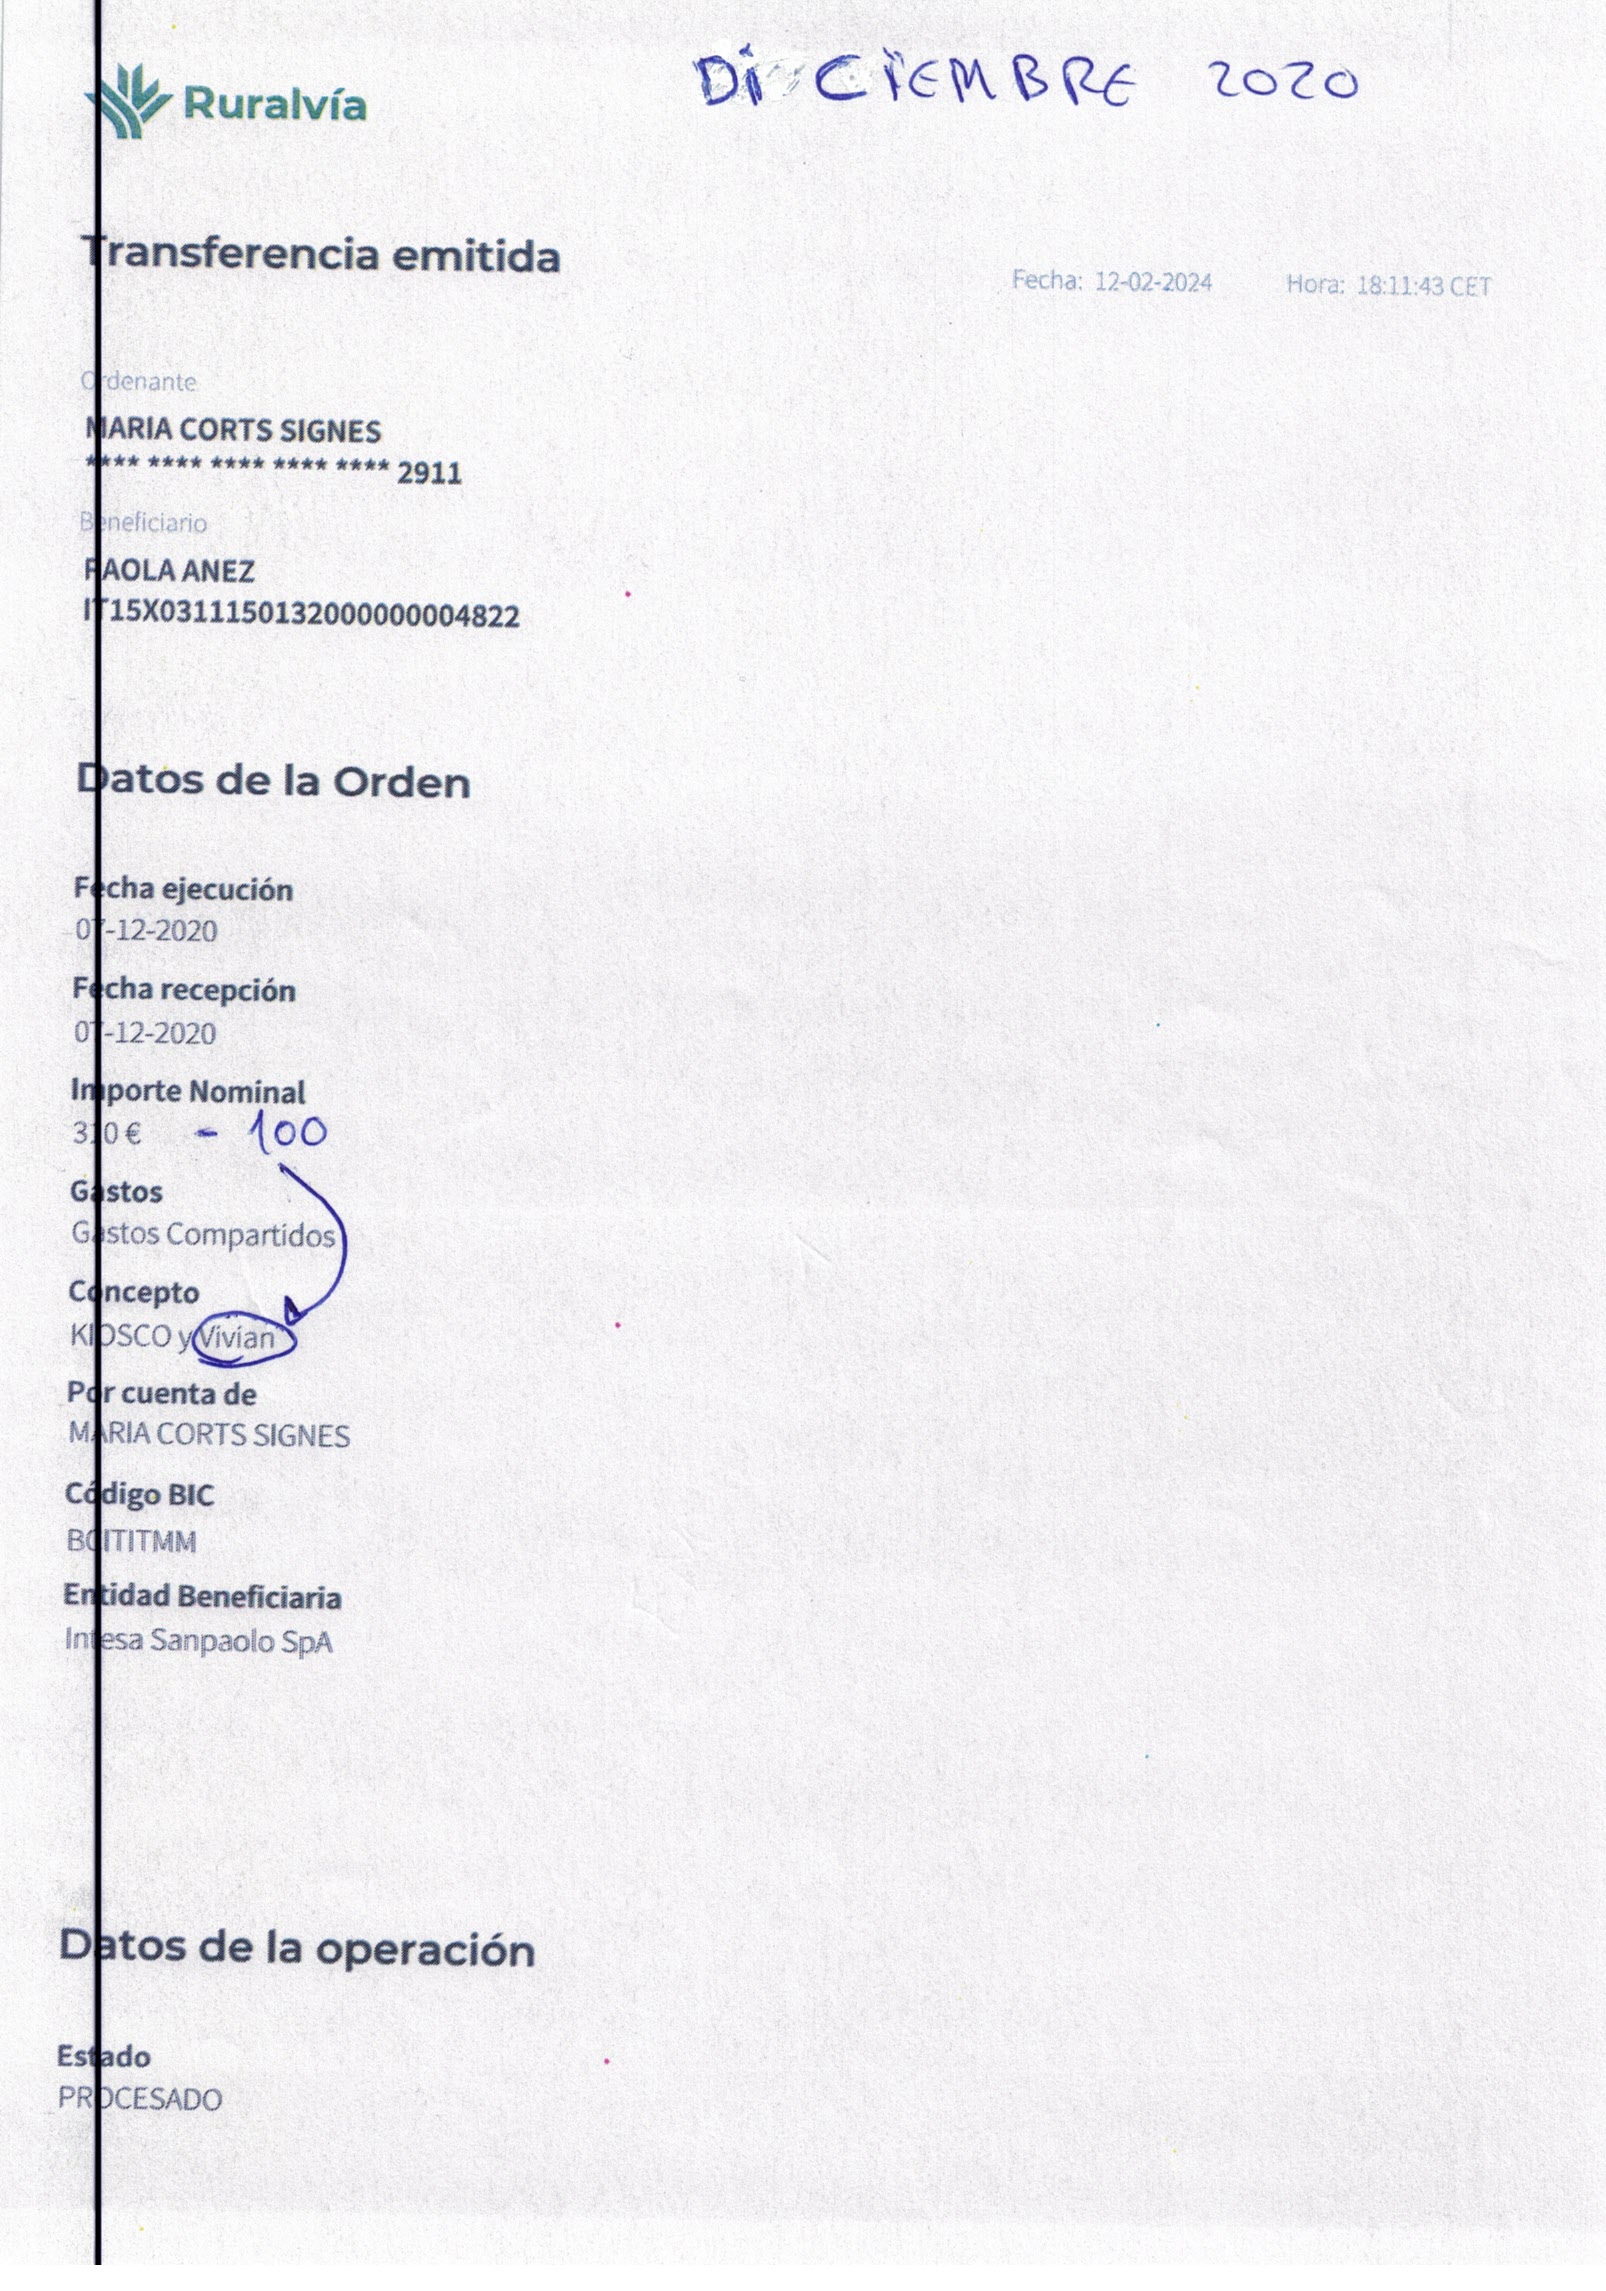 DiCiEMBRE 2020
Ruralvía
Transferencia emitida
Fecha: 12-02-2024 Hora: 18:11:43 CET
Ordenante
MARIA CORTS SIGNES
**** **** **** **** **** 2911
Beneficiario
PAOLA ANEZ
IT15X0311150132000000004822
Datos de la Orden
Fecha ejecución
07-12-2020
Fecha recepción
07-12-2020
Importe Nominal
€ - 100
Gastos
Gastos Compartidos
Concepto
KIOSCO y Vivian
Por cuenta de
MARIA CORTS SIGNES
Código BIC
BCITITMM
Entidad Beneficiaria
Intesa Sanpaolo SpA
Datos de la operación
Estado
PROCESADO